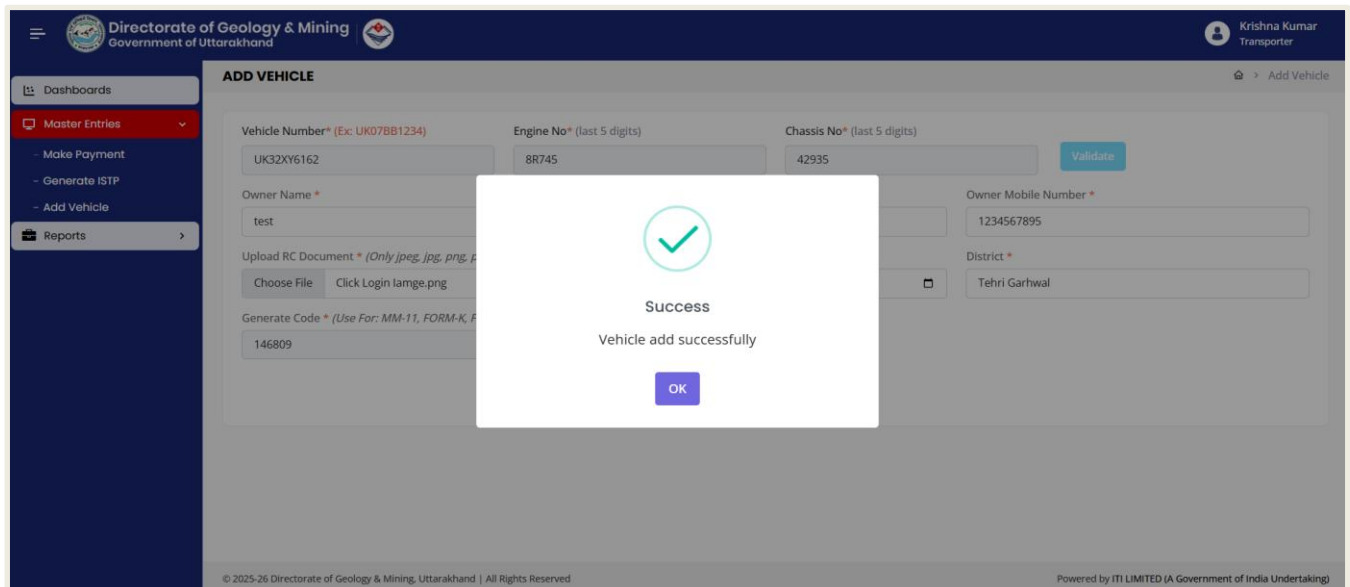 Directorate of Geology & Mining
Government of Uttarakhand
Krishna Kumar
Transporter
Dashboards
Master Entries
- Make Payment
- Generate ISTP
- Add Vehicle
Reports
ADD VEHICLE
> Add Vehicle
Vehicle Number* (Ex: UK07BB1234) Engine No* (last 5 digits) Chassis No* (last 5 digits)
UK32XY6162 8R745 42935 Validate
Owner Name * Owner Mobile Number *
test 1234567895
Upload RC Document * (Only jpeg, jpg, png, District *
Choose File Click Login Iamge.png Tehri Garhwal
Generate Code * (Use For: MM-11, FORM-K,
146809
Success
Vehicle add successfully
OK
© 2025-26 Directorate of Geology & Mining, Uttarakhand | All Rights Reserved Powered by ITI LIMITED (A Government of India Undertaking)